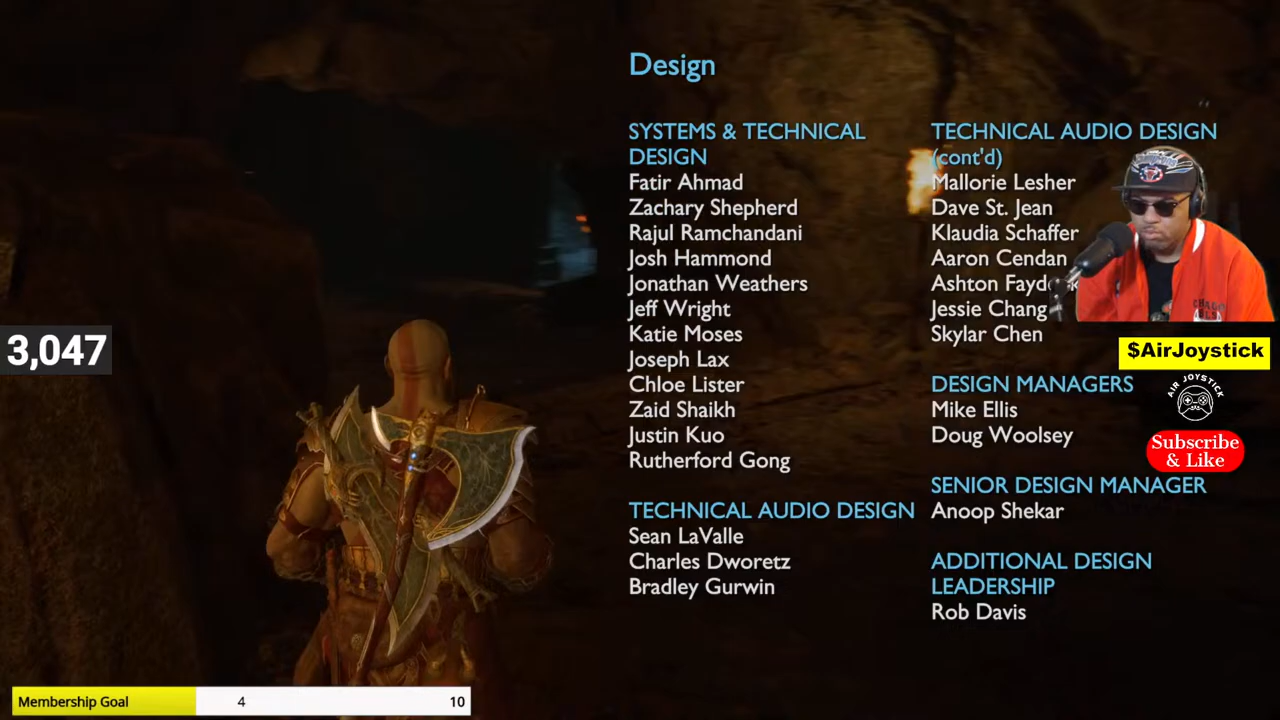 Design
SYSTEMS & TECHNICAL
DESIGN
Fatir Ahmad
Zachary Shepherd
Rajul Ramchandani
Josh Hammond
Jonathan Weathers
Jeff Wright
Katie Moses
Joseph Lax
Chloe Lister
Zaid Shaikh
Justin Kuo
Rutherford Gong
TECHNICAL AUDIO DESIGN
Sean LaValle
Charles Dworetz
Bradley Gurwin
TECHNICAL AUDIO DESIGN
(cont'd)
Mallorie Lesher
Dave St. Jean
Klaudia Schaffer
Aaron Cendan
Ashton
Jessie Chang
Skylar Chen
DESIGN MANAGERS
Mike Ellis
Doug Woolsey
SENIOR DESIGN MANAGER
Anoop Shekar
ADDITIONAL DESIGN
LEADERSHIP
Rob Davis
3,047
$AirJoystick
AIR JOYSTICK
Subscribe
& Like
Membership Goal 4 10